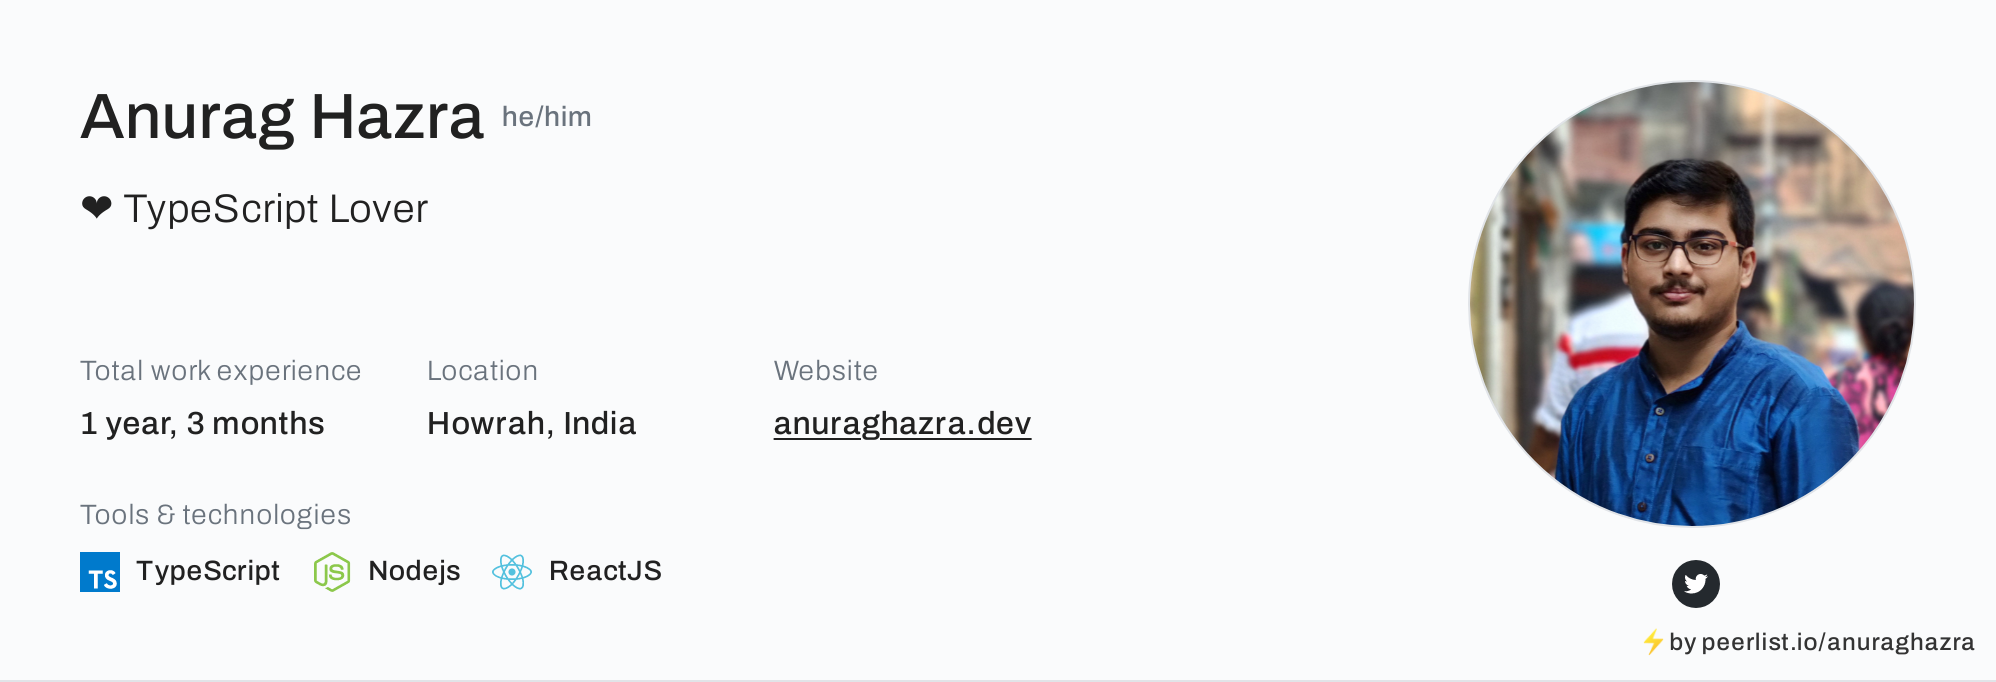 Anurag Hazra he/him
❤ TypeScript Lover
Total work experience
1 year, 3 months
Location
Howrah, India
Website
anuraghazra.dev
Tools & technologies
TS TypeScript JS Nodejs ReactJS
⚡by peerlist.io/anuraghazra